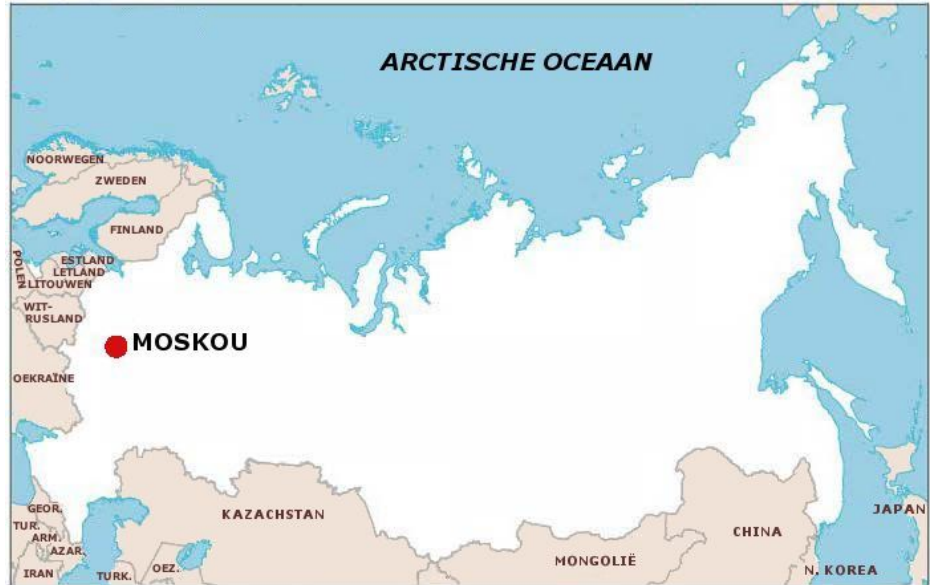 ARCTISCHE OCEAAN
NOORWEGEN
ZWEDEN
FINLAND
POLEN
ESTLAND
LETLAND
LITOUWEN
WIT-
RUSLAND
MOSKOU
OEKRAÏNE
KAZACHSTAN
GEOR.
TUR.
ARM.
AZAR.
IRAN
TURK.
OEZ.
MONGOLIË
CHINA
JAPAN
N. KOREA